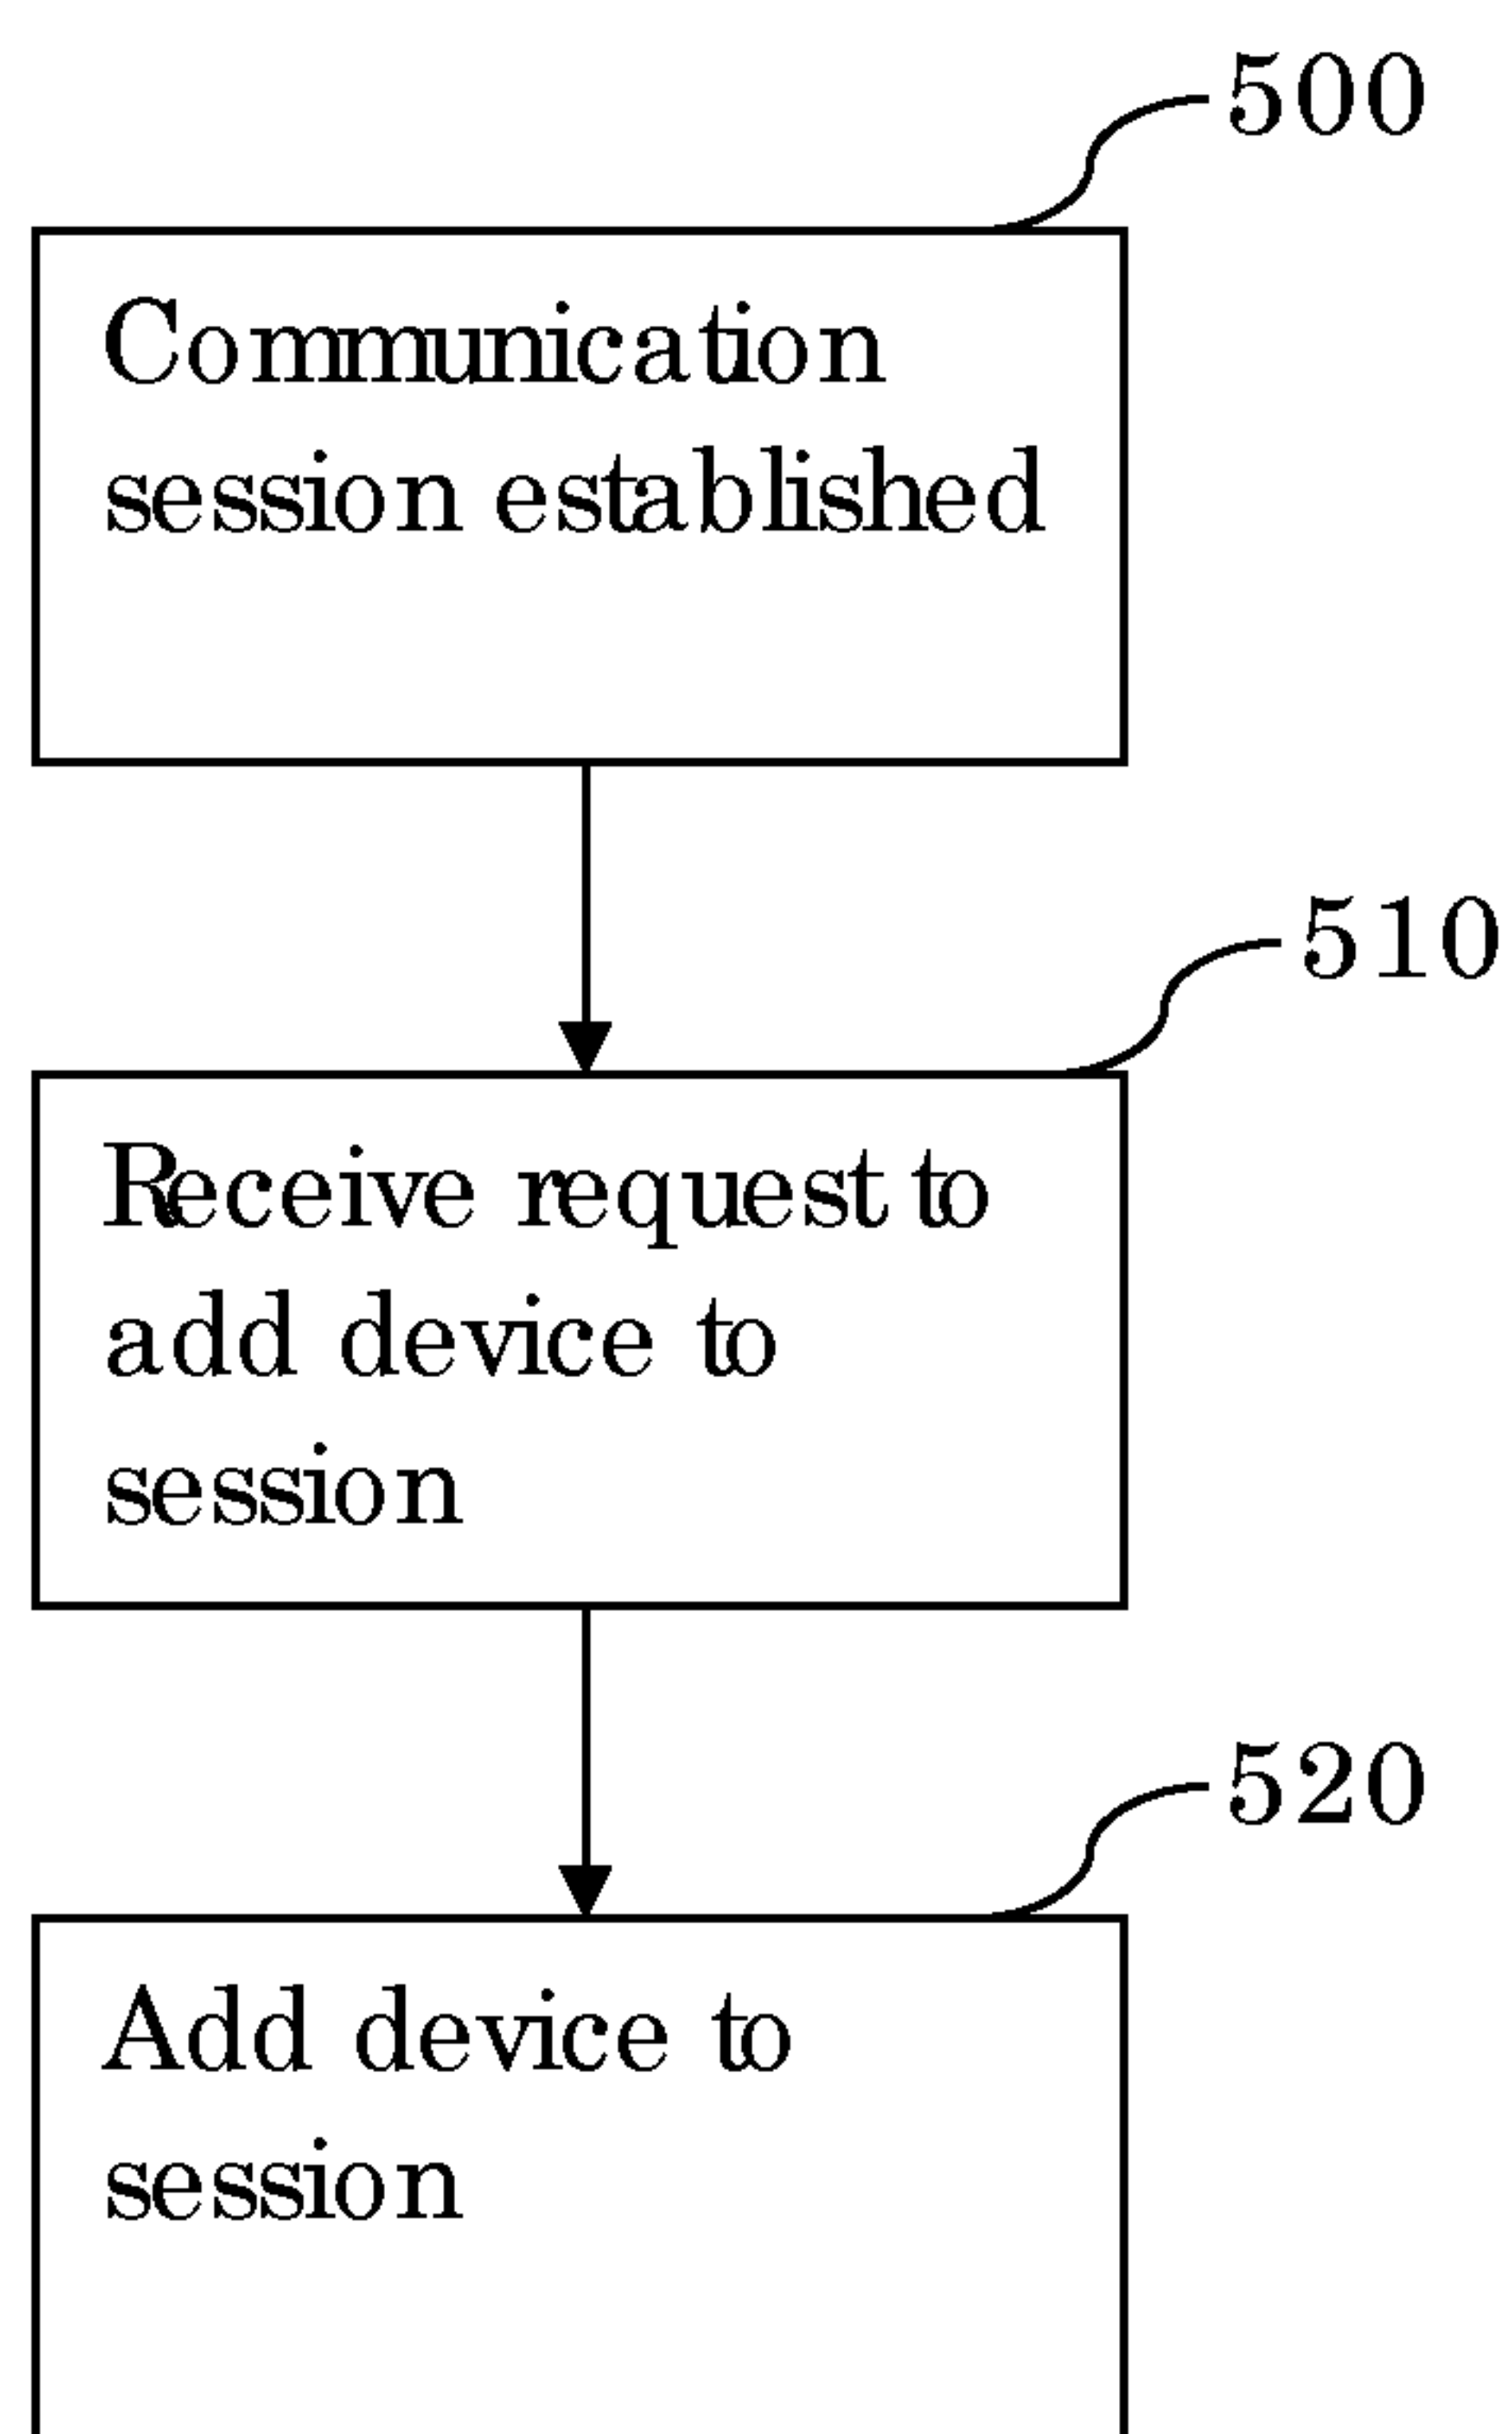 500
Communication
session established
510
Receive request to
add device to
session
520
Add device to
session